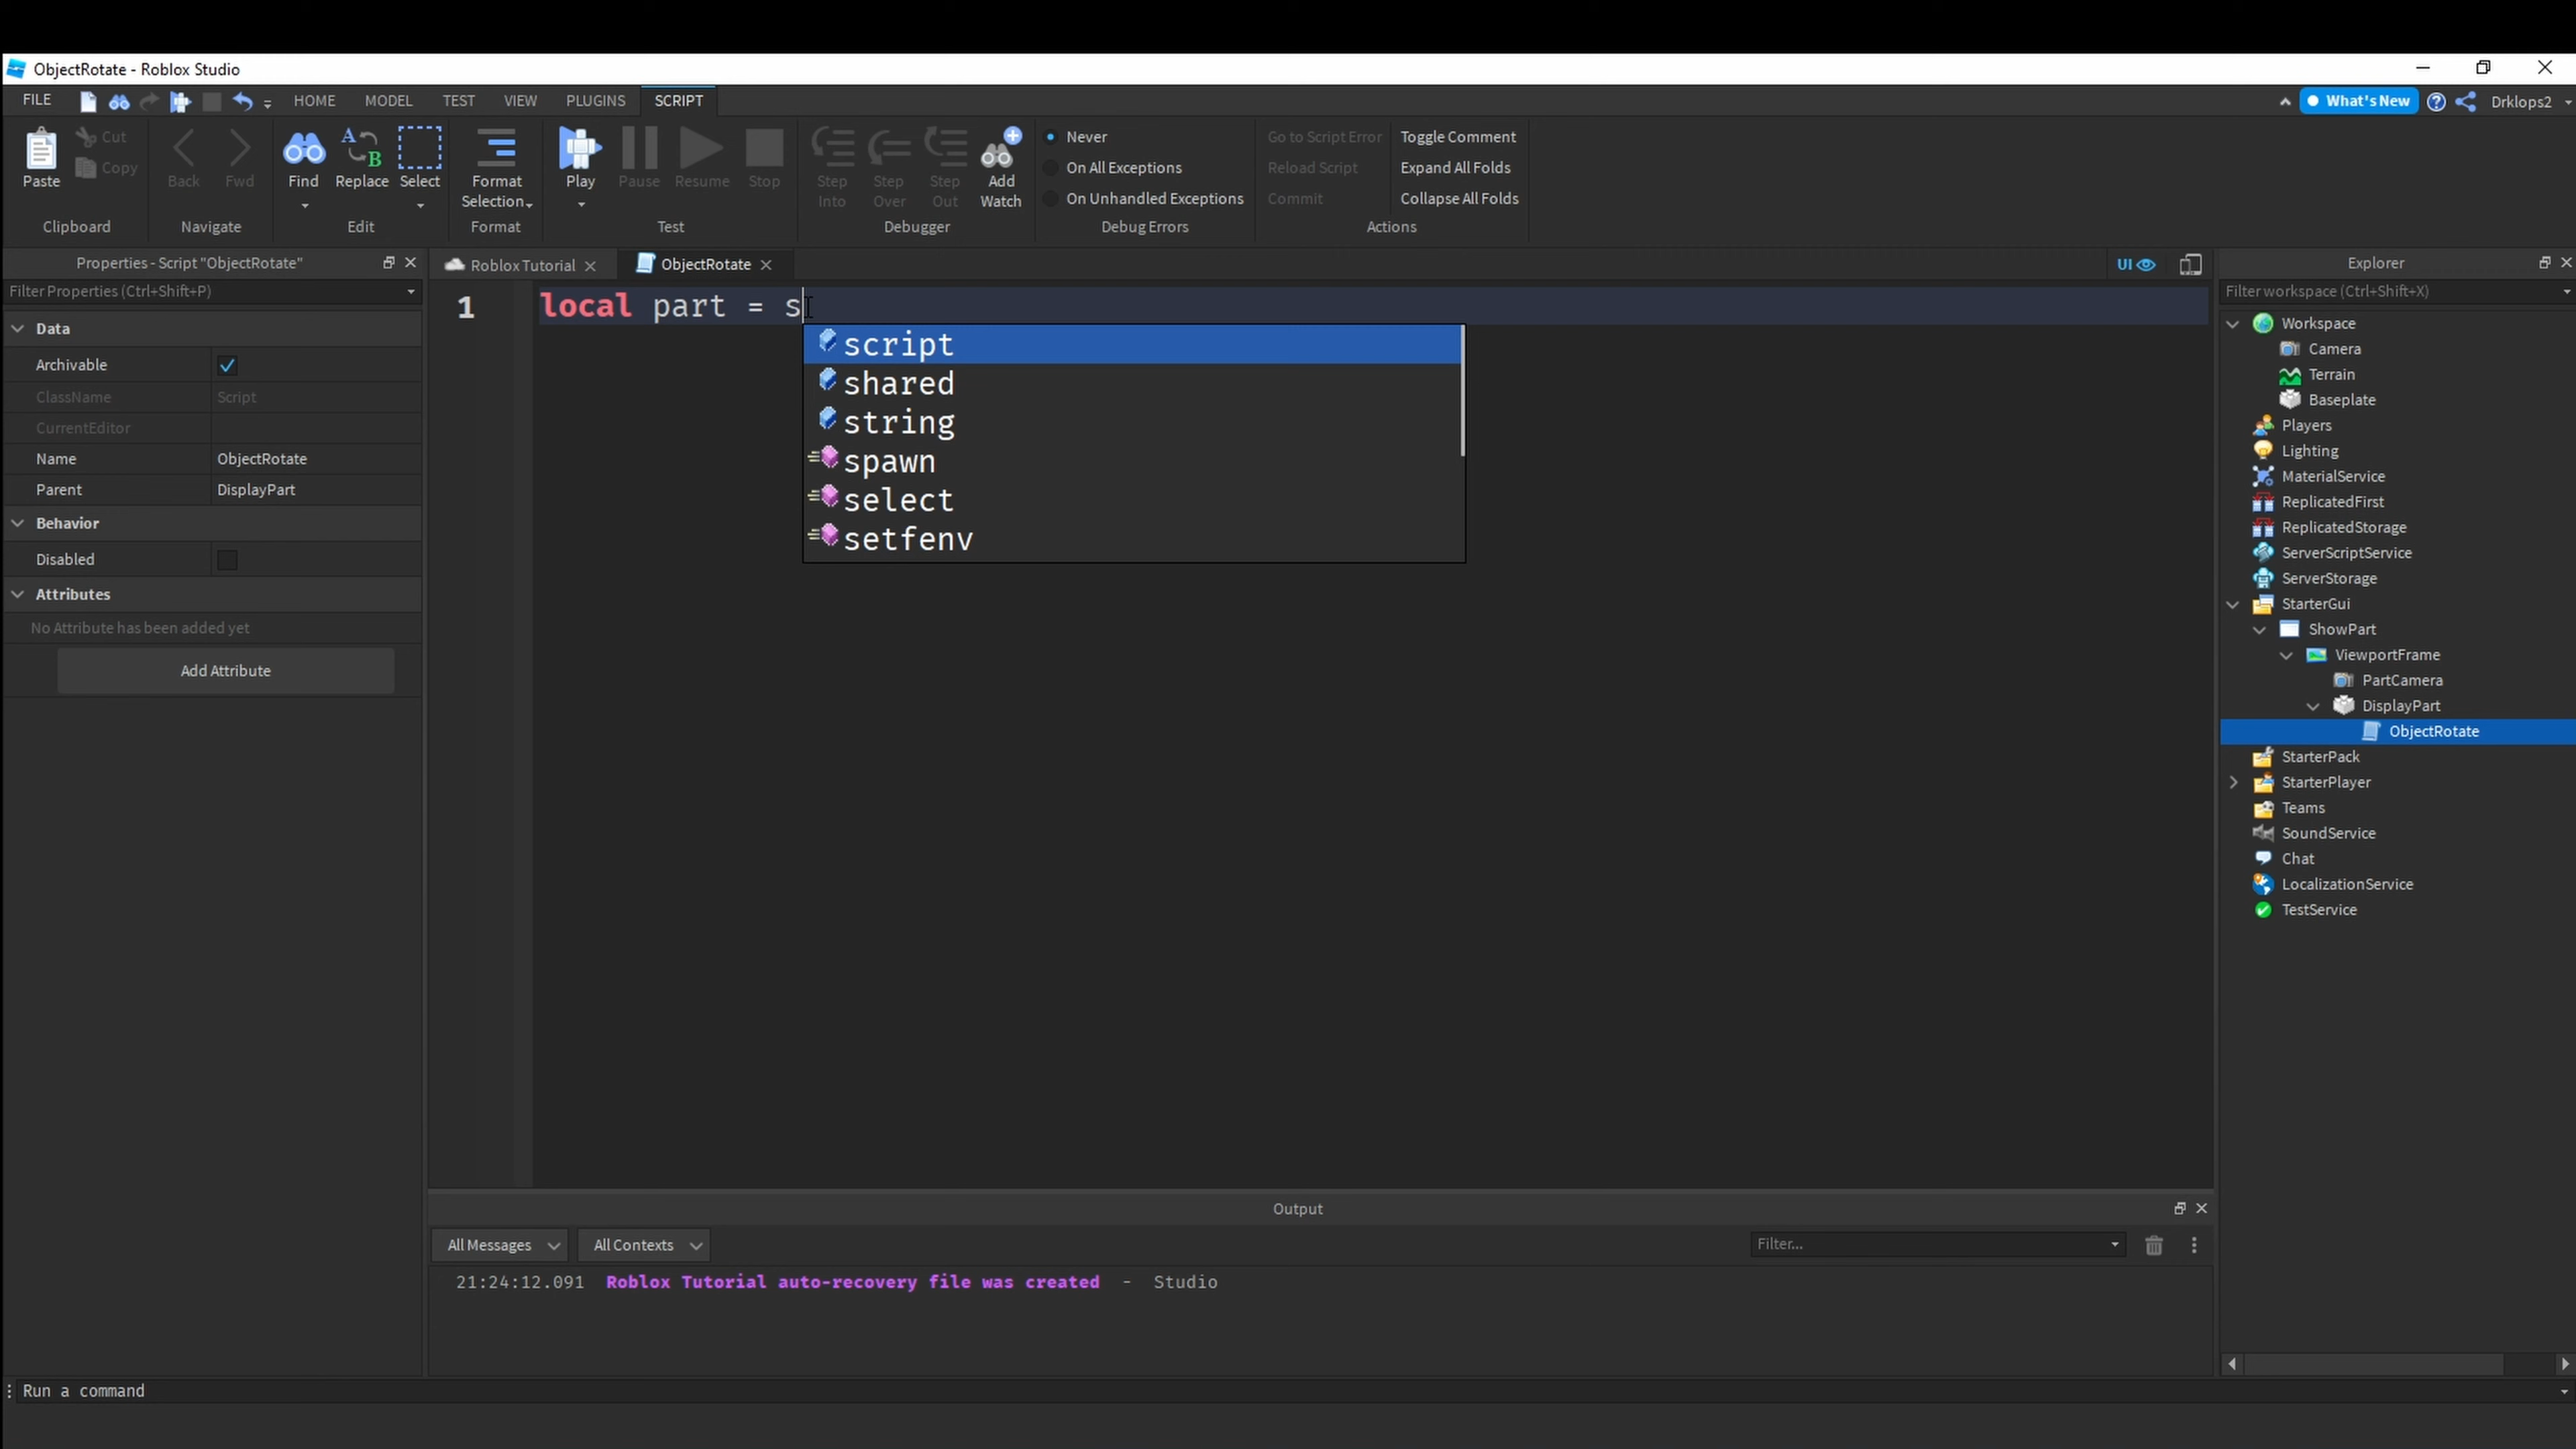 ObjectRotate - Roblox Studio
FILE HOME MODEL TEST VIEW PLUGINS SCRIPT What's New Drklops2
Paste Cut Copy Back Fwd Find Replace Select Format Selection Play Pause Resume Stop Step Into Step Over Step Out Add Watch
Never
On All Exceptions
On Unhandled Exceptions
Go to Script Error
Reload Script
Commit
Toggle Comment
Expand All Folds
Collapse All Folds
Clipboard Navigate Edit Format Test Debugger Debug Errors Actions
Properties - Script "ObjectRotate"
Filter Properties (Ctrl+Shift+P)
Data
Archivable
ClassName Script
CurrentEditor
Name ObjectRotate
Parent DisplayPart
Behavior
Disabled
Attributes
No Attribute has been added yet
Add Attribute
Roblox Tutorial ObjectRotate UI
1 local part = s
script
shared
string
spawn
select
setfenv
Explorer
Filter workspace (Ctrl+Shift+X)
Workspace
Camera
Terrain
Baseplate
Players
Lighting
MaterialService
ReplicatedFirst
ReplicatedStorage
ServerScriptService
ServerStorage
StarterGui
ShowPart
ViewportFrame
PartCamera
DisplayPart
ObjectRotate
StarterPack
StarterPlayer
Teams
SoundService
Chat
LocalizationService
TestService
Output
All Messages All Contexts Filter...
21:24:12.091 Roblox Tutorial auto-recovery file was created - Studio
Run a command